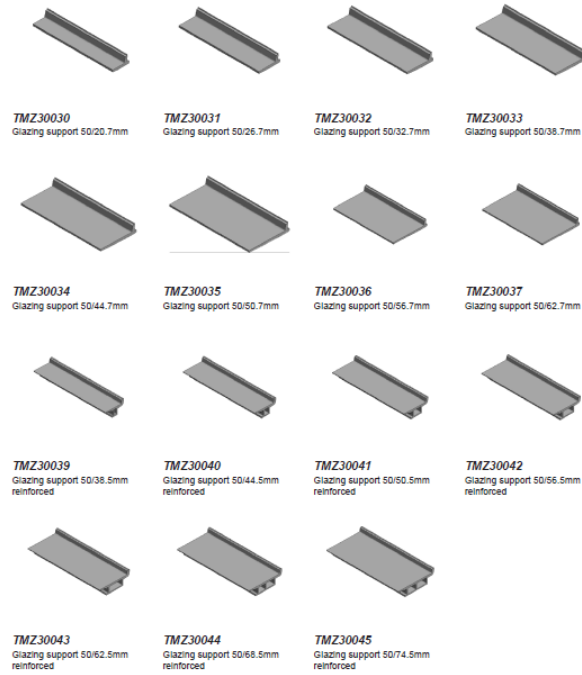 TMZ30030
Glazing support 50/20.7mm
TMZ30031
Glazing support 50/26.7mm
TMZ30032
Glazing support 50/32.7mm
TMZ30033
Glazing support 50/38.7mm
TMZ30034
Glazing support 50/44.7mm
TMZ30035
Glazing support 50/50.7mm
TMZ30036
Glazing support 50/56.7mm
TMZ30037
Glazing support 50/62.7mm
TMZ30039
Glazing support 50/38.5mm
reinforced
TMZ30040
Glazing support 50/44.5mm
reinforced
TMZ30041
Glazing support 50/50.5mm
reinforced
TMZ30042
Glazing support 50/56.5mm
reinforced
TMZ30043
Glazing support 50/62.5mm
reinforced
TMZ30044
Glazing support 50/68.5mm
reinforced
TMZ30045
Glazing support 50/74.5mm
reinforced